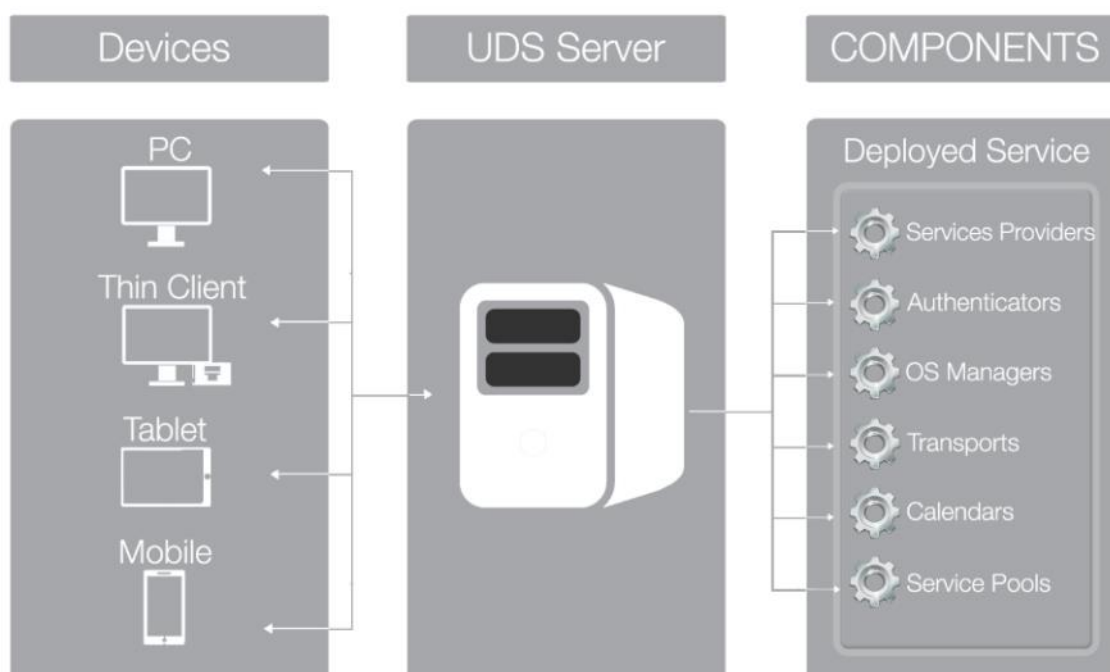 Devices
UDS Server
COMPONENTS
PC
Thin Client
Tablet
Mobile
Deployed Service
Services Providers
Authenticators
OS Managers
Transports
Calendars
Service Pools